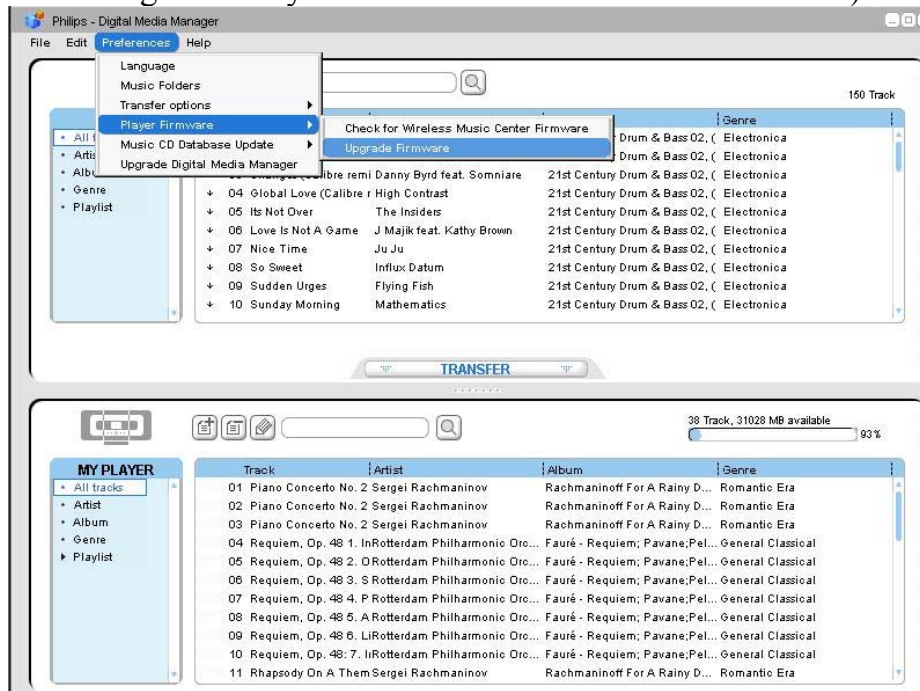 Philips - Digital Media Manager
File Edit Preferences Help
Language
Music Folders
Transfer options
Player Firmware
Music CD Database Update
Upgrade Digital Media Manager
Check for Wireless Music Center Firmware
Upgrade Firmware
150 Track
Genre
All
Drum & Bass 02, ( Electronica
Drum & Bass 02, ( Electronica
Danny Byrd feat. Somniare 21st Century Drum & Bass 02, ( Electronica
Genre
Playlist
04 Global Love (Calibre r High Contrast 21st Century Drum & Bass 02, ( Electronica
05 Its Not Over The Insiders 21st Century Drum & Bass 02, ( Electronica
06 Love Is Not A Game J Majik feat. Kathy Brown 21st Century Drum & Bass 02, ( Electronica
07 Nice Time Ju Ju 21st Century Drum & Bass 02, ( Electronica
08 So Sweet Influx Datum 21st Century Drum & Bass 02, ( Electronica
09 Sudden Urges Flying Fish 21st Century Drum & Bass 02, ( Electronica
10 Sunday Morning Mathematics 21st Century Drum & Bass 02, ( Electronica
TRANSFER
38 Track, 31028 MB available
93 %
MY PLAYER
All tracks
Artist
Album
Genre
Playlist
Track Artist Album Genre
01 Piano Concerto No. 2 Sergei Rachmaninov Rachmaninoff For A Rainy D... Romantic Era
02 Piano Concerto No. 2 Sergei Rachmaninov Rachmaninoff For A Rainy D... Romantic Era
03 Piano Concerto No. 2 Sergei Rachmaninov Rachmaninoff For A Rainy D... Romantic Era
04 Requiem, Op. 48 1. In Rotterdam Philharmonic Orc... Fauré - Requiem; Pavane;Pel... General Classical
05 Requiem, Op. 48 2. O Rotterdam Philharmonic Orc... Fauré - Requiem; Pavane;Pel... General Classical
06 Requiem, Op. 48 3. S Rotterdam Philharmonic Orc... Fauré - Requiem; Pavane;Pel... General Classical
07 Requiem, Op. 48 4. P Rotterdam Philharmonic Orc... Fauré - Requiem; Pavane;Pel... General Classical
08 Requiem, Op. 48 5. A Rotterdam Philharmonic Orc... Fauré - Requiem; Pavane;Pel... General Classical
09 Requiem, Op. 48 6. Li Rotterdam Philharmonic Orc... Fauré - Requiem; Pavane;Pel... General Classical
10 Requiem, Op. 48: 7. I Rotterdam Philharmonic Orc... Fauré - Requiem; Pavane;Pel... General Classical
11 Rhapsody On A Them Sergei Rachmaninov Rachmaninoff For A Rainy D... Romantic Era